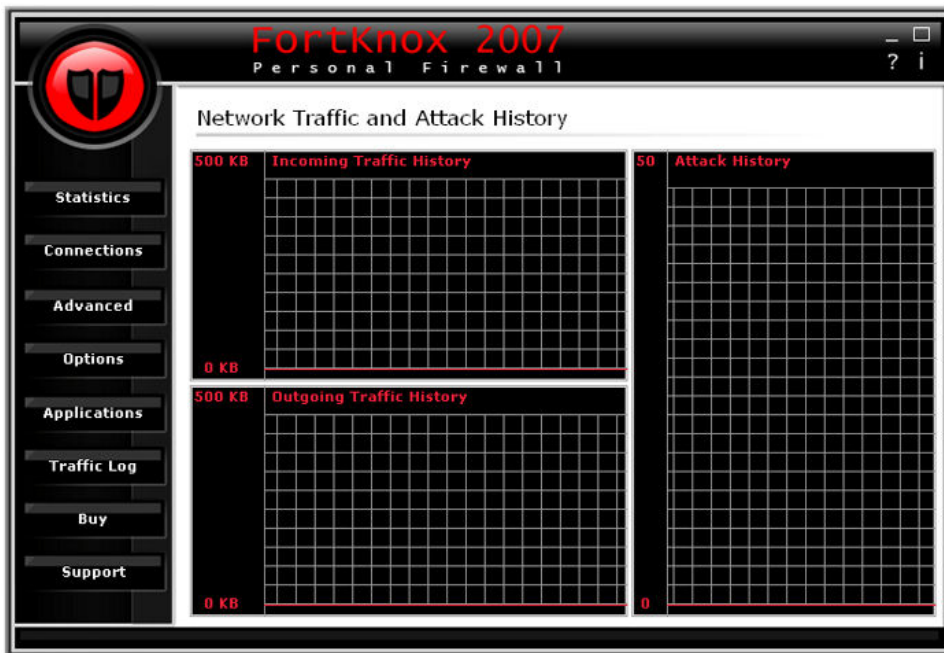 FortKnox 2007
Personal Firewall
? i
Network Traffic and Attack History
Statistics
Connections
Advanced
Options
Applications
Traffic Log
Buy
Support
500 KB Incoming Traffic History
0 KB
500 KB Outgoing Traffic History
0 KB
50 Attack History
0